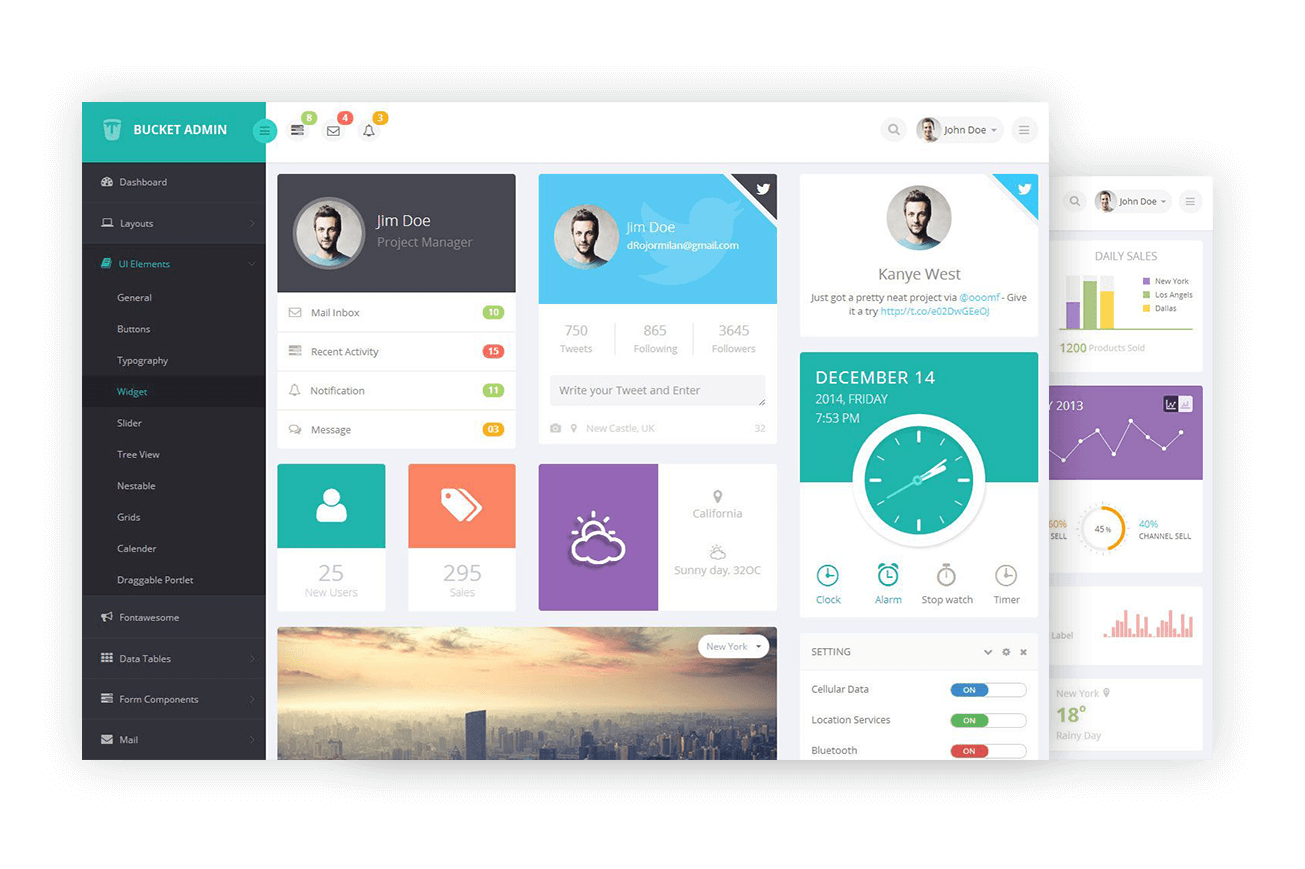 BUCKET ADMIN
8
4
3
John Doe
Dashboard
Layouts
UI Elements
General
Buttons
Typography
Widget
Slider
Tree View
Nestable
Grids
Calender
Draggable Portlet
Fontawesome
Data Tables
Form Components
Mail
Jim Doe
Project Manager
Mail Inbox 10
Recent Activity 15
Notification 11
Message 03
Jim Doe
dRojormilan@gmail.com
750 865 3645
Tweets Following Followers
Write your Tweet and Enter
New Castle, UK 32
Kanye West
Just got a pretty neat project via @ooomf - Give
it a try http://t.co/e02DwGEeOJ
25
New Users
295
Sales
California
Sunny day, 32OC
DECEMBER 14
2014, FRIDAY
7:53 PM
Clock Alarm Stop watch Timer
New York
SETTING
Cellular Data ON
Location Services ON
Bluetooth ON
John Doe
DAILY SALES
New York
Los Angels
Dallas
1200 Products Sold
Y 2013
60% 45% 40%
SELL CHANNEL SELL
Label
New York
18°
Rainy Day